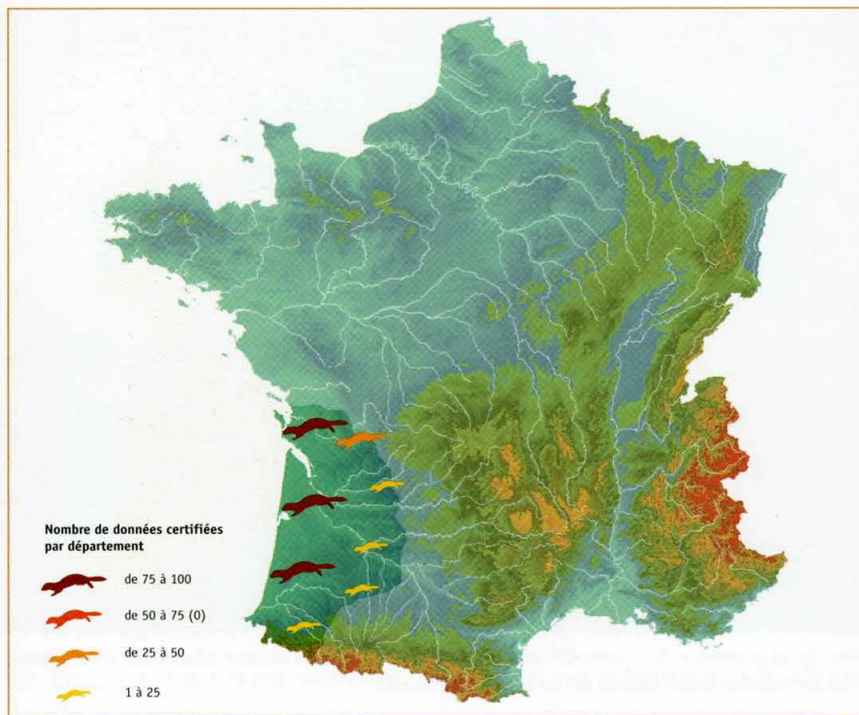 Nombre de données certifiées
par département
de 75 à 100
de 50 à 75 (0)
de 25 à 50
1 à 25